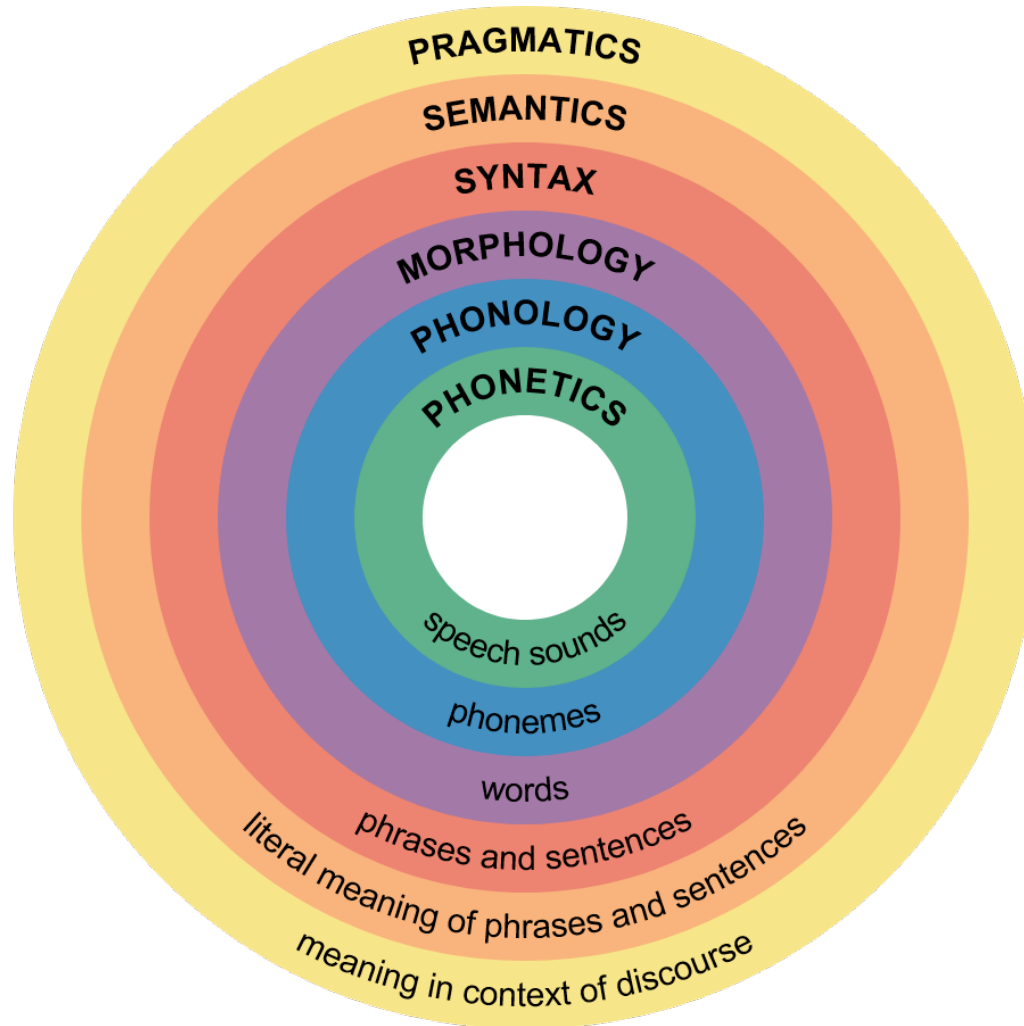 PRAGMATICS
SEMANTICS
SYNTAX
MORPHOLOGY
PHONOLOGY
PHONETICS
speech sounds
phonemes
words
phrases and sentences
literal meaning of phrases and sentences
meaning in context of discourse